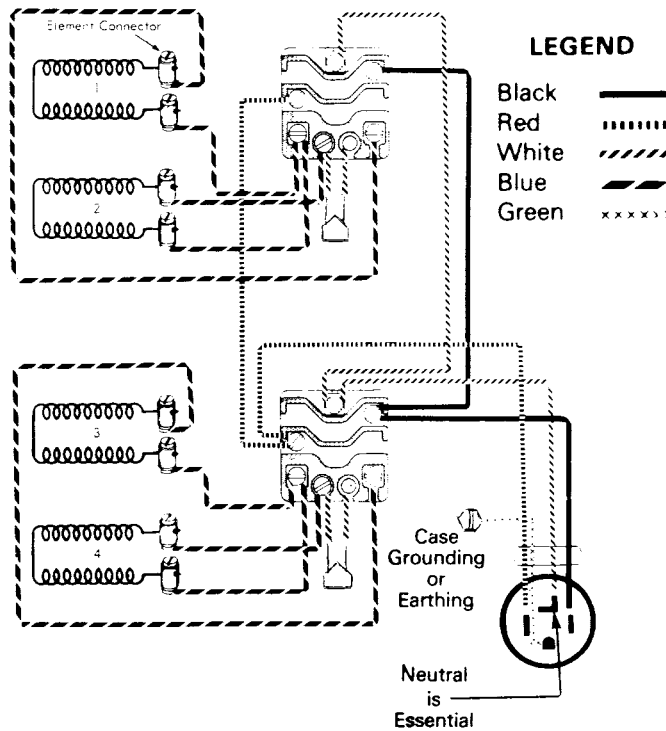 Element Connector
LEGEND
Black
Red
White
Blue
Green
1
2
3
4
Case
Grounding
or
Earthing
Neutral
is
Essential